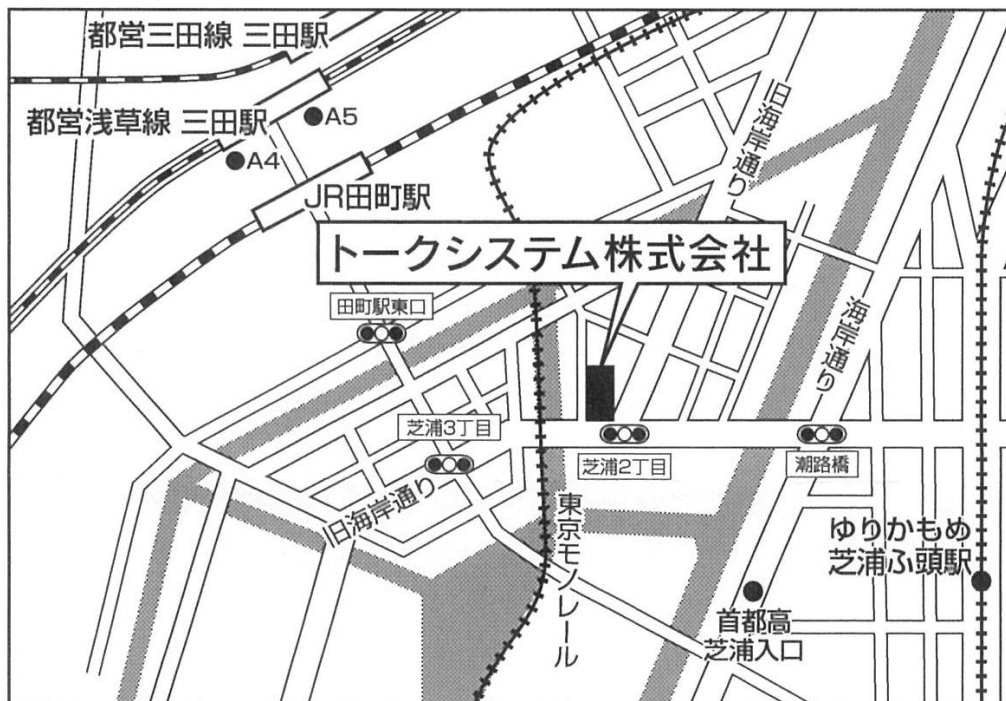 都営三田線 三田駅
都営浅草線 三田駅
A5
A4
JR田町駅
旧海岸通り
トークシステム株式会社
田町駅東口
海岸通り
芝浦3丁目
芝浦2丁目
潮路橋
旧海岸通り
東京モノレール
ゆりかもめ
芝浦ふ頭駅
首都高
芝浦入口